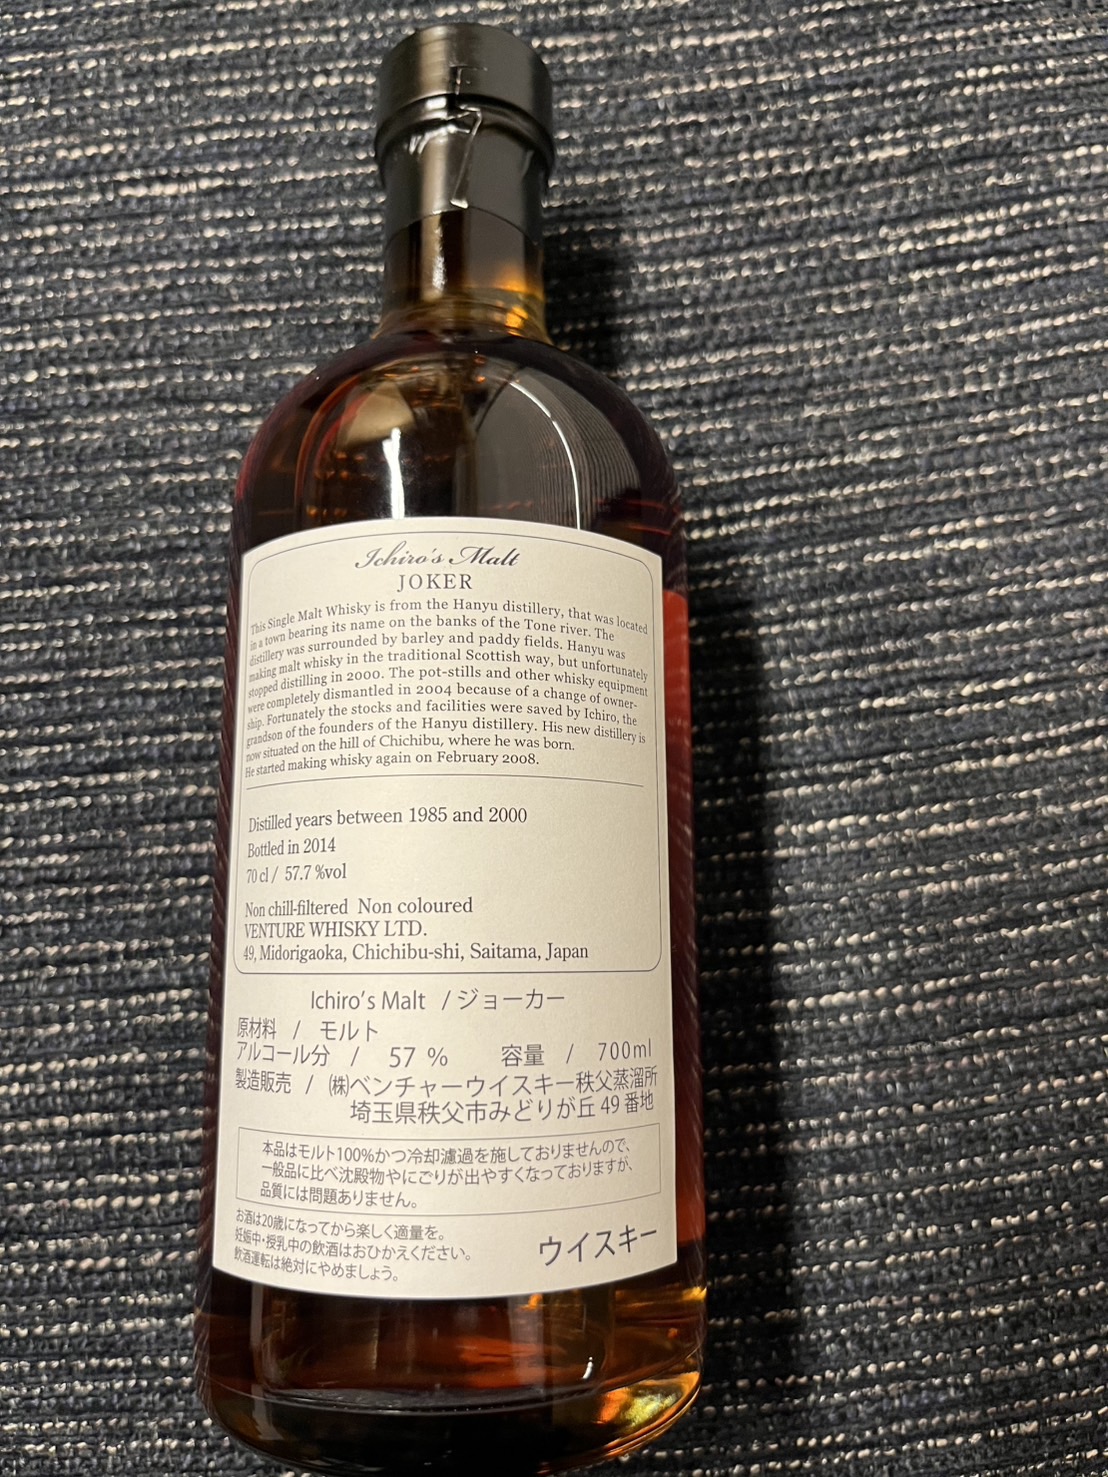 Ichiro's Malt
JOKER
This Single Malt Whisky is from the Hanyu distillery, that was located
in a town bearing its name on the banks of the Tone river. The
distillery was surrounded by barley and paddy fields. Hanyu was
making malt whisky in the traditional Scottish way, but unfortunately
stopped distilling in 2000. The pot-stills and other whisky equipment
were completely dismantled in 2004 because of a change of owner-
ship. Fortunately the stocks and facilities were saved by Ichiro, the
grandson of the founders of the Hanyu distillery. His new distillery is
now situated on the hill of Chichibu, where he was born.
He started making whisky again on February 2008.
Distilled years between 1985 and 2000
Bottled in 2014
70 cl / 57.7 %vol
Non chill-filtered Non coloured
VENTURE WHISKY LTD.
49, Midorigaoka, Chichibu-shi, Saitama, Japan
Ichiro's Malt / ジョーカー
原材料 / モルト
アルコール分 / 57 % 容量 / 700ml
製造販売 / ㈱ベンチャーウイスキー秩父蒸溜所
埼玉県秩父市みどりが丘 49 番地
本品はモルト100%かつ冷却濾過を施しておりませんので、
一般品に比べ沈殿物やにごりが出やすくなっておりますが、
品質には問題ありません。
お酒は20歳になってから楽しく適量を。
妊娠中・授乳中の飲酒はおひかえください。
飲酒運転は絶対にやめましょう。
ウイスキー